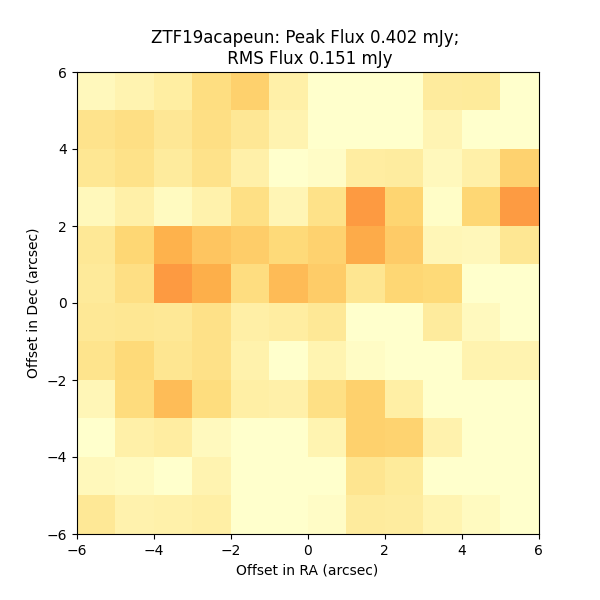 ZTF19acapeun: Peak Flux 0.402 mJy;
RMS Flux 0.151 mJy
6
4
2
0
−2
−4
−6
Offset in Dec (arcsec)
−6 −4 −2 0 2 4 6
Offset in RA (arcsec)